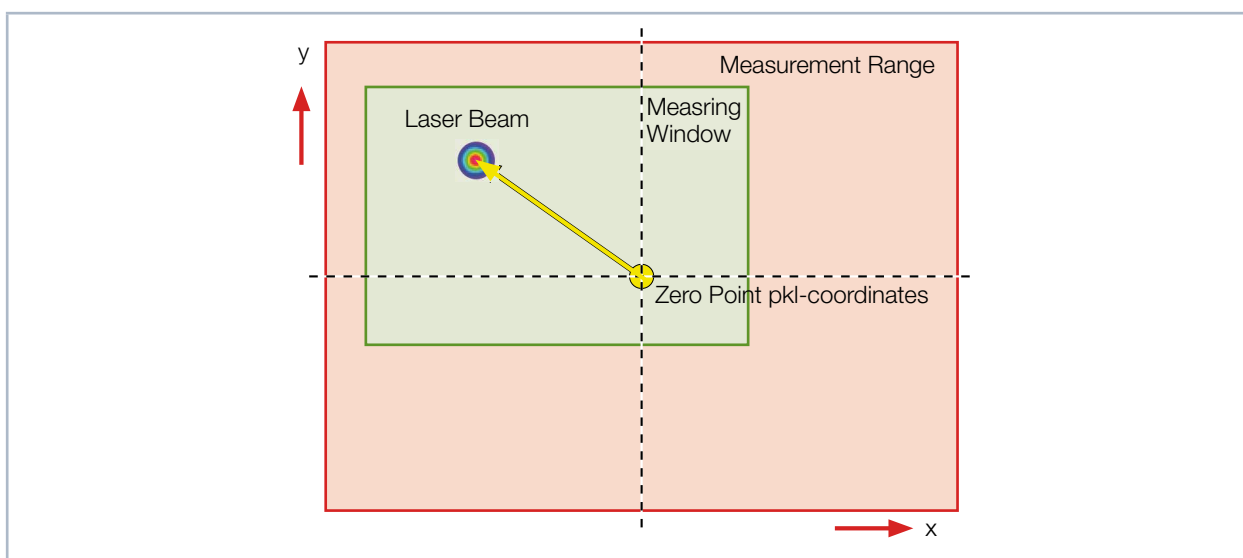 y
Measurement Range
Laser Beam
Measring
Window
Zero Point pkl-coordinates
x